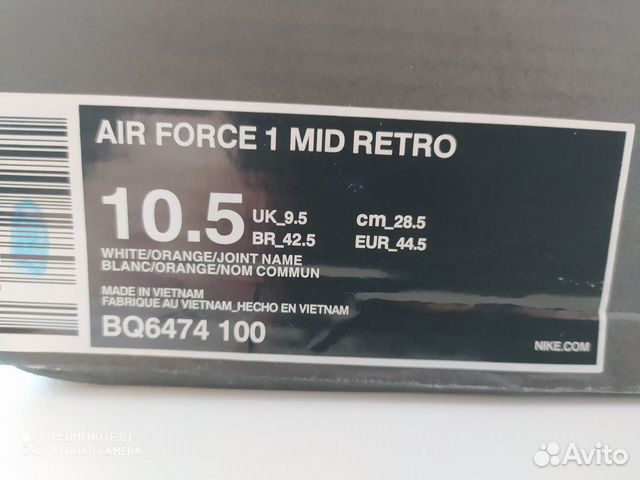 AIR FORCE 1 MID RETRO
10.5 UK_9.5 cm_28.5
BR_42.5 EUR_44.5
WHITE/ORANGE/JOINT NAME
BLANC/ORANGE/NOM COMMUN
MADE IN VIETNAM
FABRIQUE AU VIETNAM_HECHO EN VIETNAM
BQ6474 100
NIKE.COM
REDMI NOTE 8T
AI QUAD CAMERA
Avito